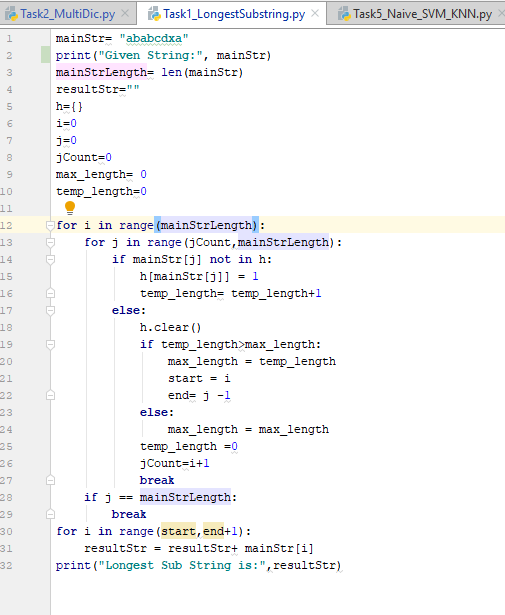 Task2_MultiDic.py × Task1_LongestSubstring.py × Task5_Naive_SVM_KNN.py ×
1 mainStr= "ababcdxa"
2 print("Given String:", mainStr)
3 mainStrLength= len(mainStr)
4 resultStr=""
5 h={}
6 i=0
7 j=0
8 jCount=0
9 max_length= 0
10 temp_length=0
11
12 for i in range(mainStrLength):
13     for j in range(jCount,mainStrLength):
14         if mainStr[j] not in h:
15             h[mainStr[j]] = 1
16             temp_length= temp_length+1
17         else:
18             h.clear()
19             if temp_length>max_length:
20                 max_length = temp_length
21                 start = i
22                 end= j -1
23             else:
24                 max_length = max_length
25             temp_length =0
26             jCount=i+1
27             break
28     if j == mainStrLength:
29         break
30 for i in range(start,end+1):
31     resultStr = resultStr+ mainStr[i]
32 print("Longest Sub String is:",resultStr)